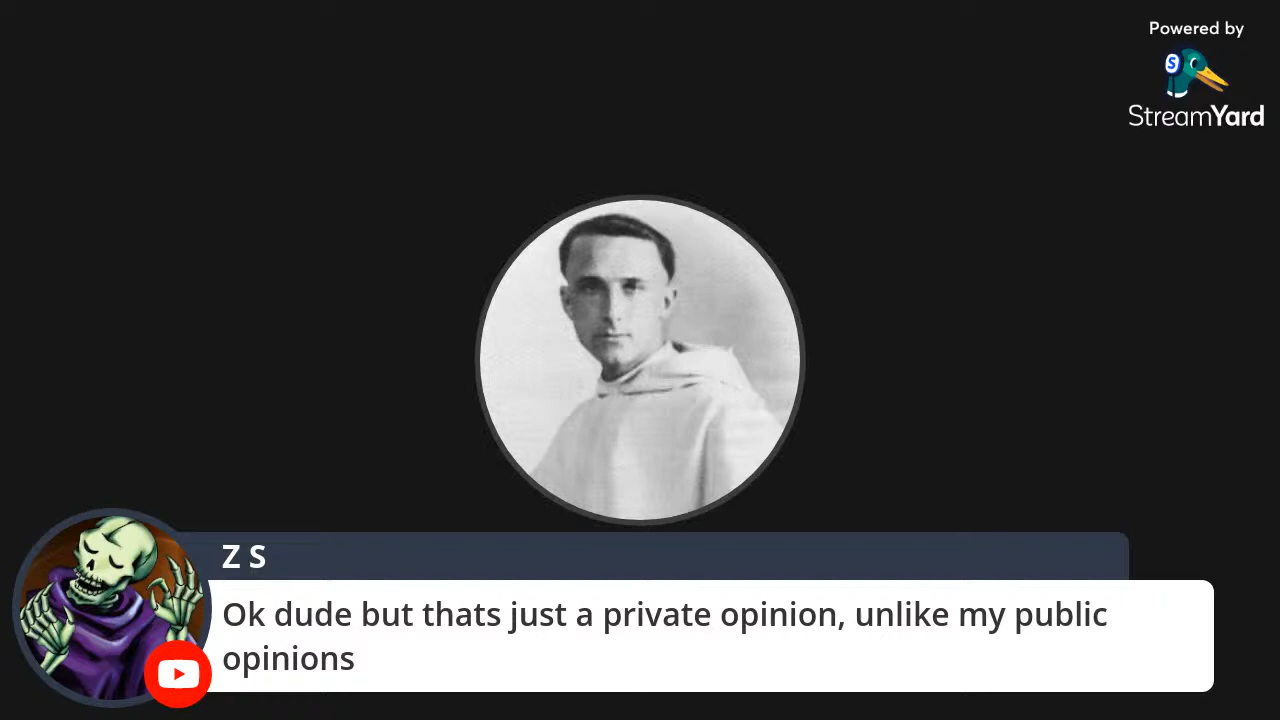 Powered by
S
StreamYard
Z S
Ok dude but thats just a private opinion, unlike my public
opinions